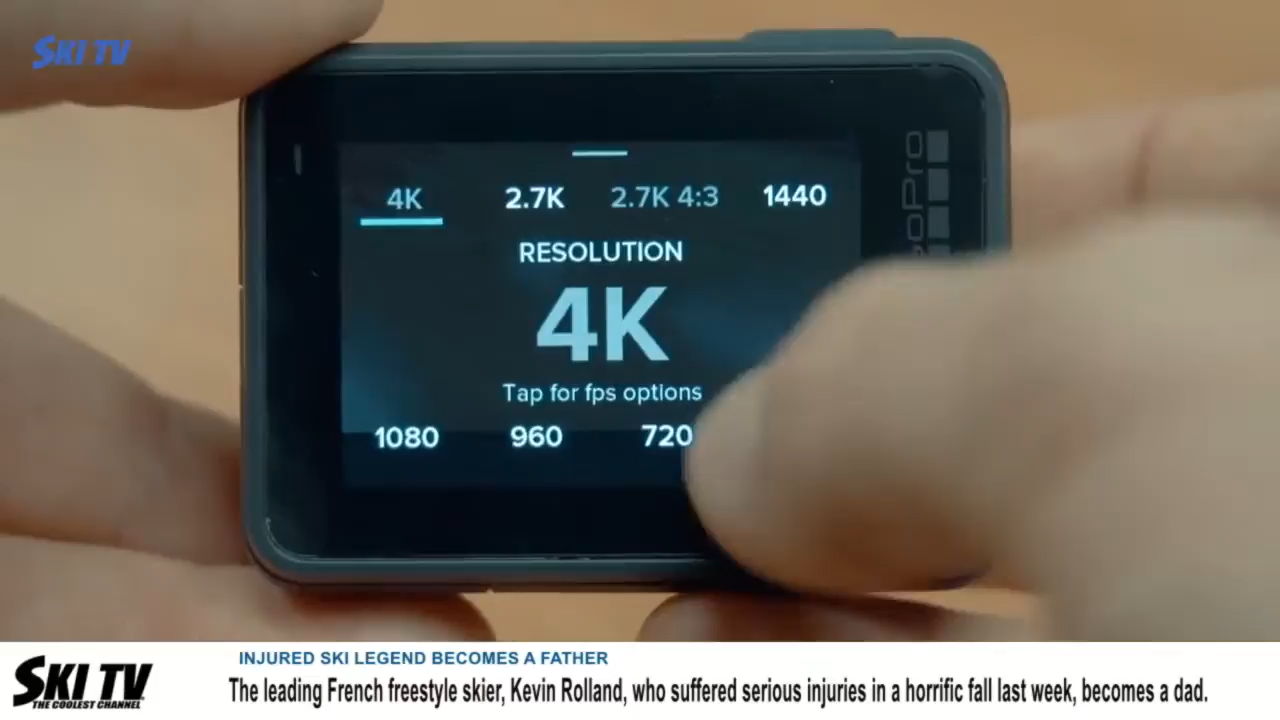 SKI TV
4K 2.7K 2.7K 4:3 1440
RESOLUTION
4K
Tap for fps options
1080 960 720
GoPro
INJURED SKI LEGEND BECOMES A FATHER
The leading French freestyle skier, Kevin Rolland, who suffered serious injuries in a horrific fall last week, becomes a dad.
SKI TV
THE COOLEST CHANNEL